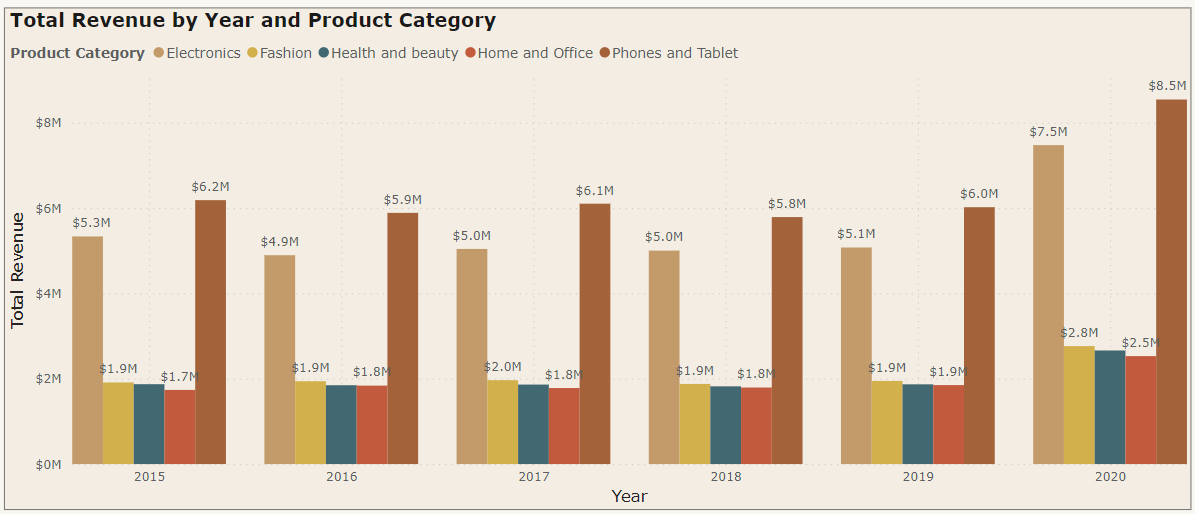 Total Revenue by Year and Product Category
Product Category Electronics Fashion Health and beauty Home and Office Phones and Tablet
Total Revenue
$8M
$6M
$4M
$2M
$0M
$5.3M $1.9M $1.7M $6.2M
$4.9M $1.9M $1.8M $5.9M
$5.0M $2.0M $1.8M $6.1M
$5.0M $1.9M $1.8M $5.8M
$5.1M $1.9M $1.9M $6.0M
$7.5M $2.8M $2.5M $8.5M
2015 2016 2017 2018 2019 2020
Year